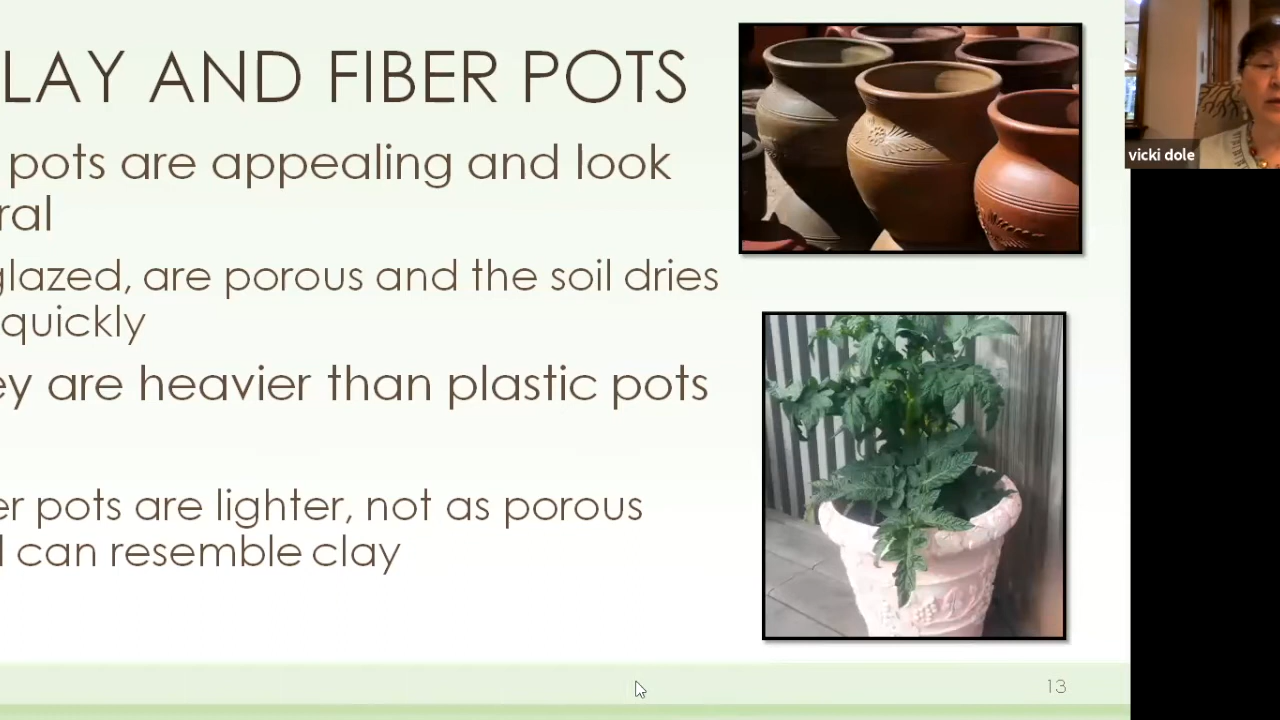 LAY AND FIBER POTS
pots are appealing and look
ral
glazed, are porous and the soil dries
quickly
ey are heavier than plastic pots
er pots are lighter, not as porous
can resemble clay
13
vicki dole